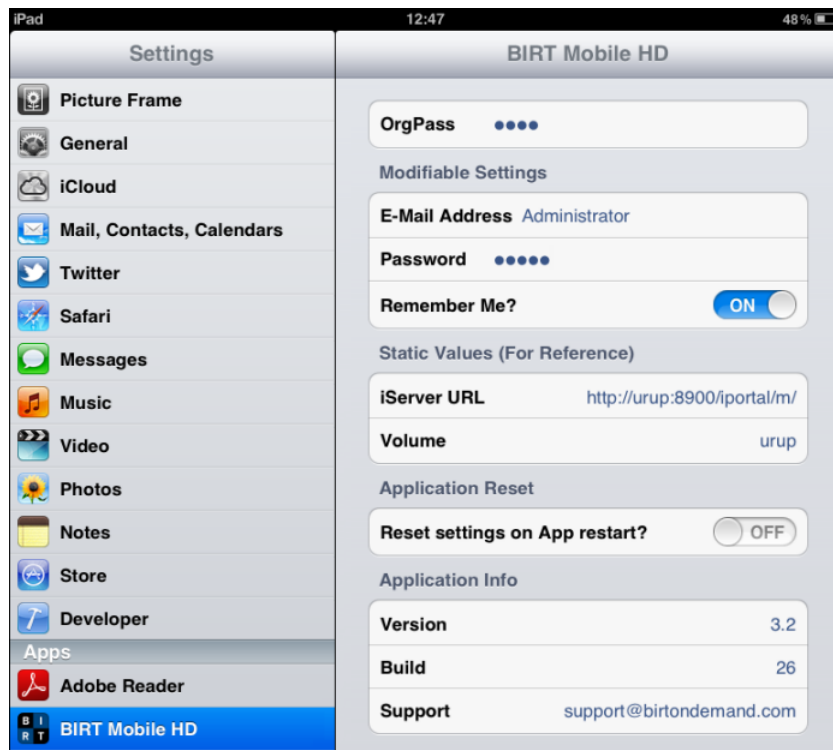 iPad 12:47 48%
Settings
Picture Frame
General
iCloud
Mail, Contacts, Calendars
Twitter
Safari
Messages
Music
Video
Photos
Notes
Store
Developer
Apps
Adobe Reader
BIRT Mobile HD
BIRT Mobile HD
OrgPass ••••
Modifiable Settings
E-Mail Address Administrator
Password •••••
Remember Me? ON
Static Values (For Reference)
iServer URL http://urup:8900/iportal/m/
Volume urup
Application Reset
Reset settings on App restart? OFF
Application Info
Version 3.2
Build 26
Support support@birtondemand.com